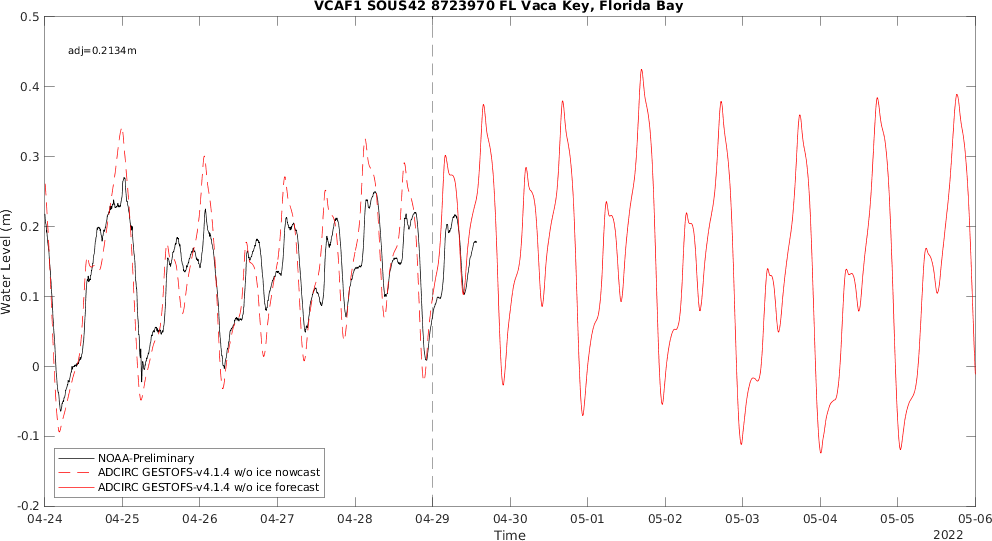 VCAF1 SOUS42 8723970 FL Vaca Key, Florida Bay
0.5
adj=0.2134m
0.4
0.3
0.2
0.1
0
-0.1
-0.2
Water Level (m)
NOAA-Preliminary
ADCIRC GESTOFS-v4.1.4 w/o ice nowcast
ADCIRC GESTOFS-v4.1.4 w/o ice forecast
04-24 04-25 04-26 04-27 04-28 04-29 04-30 05-01 05-02 05-03 05-04 05-05 05-06
Time
2022